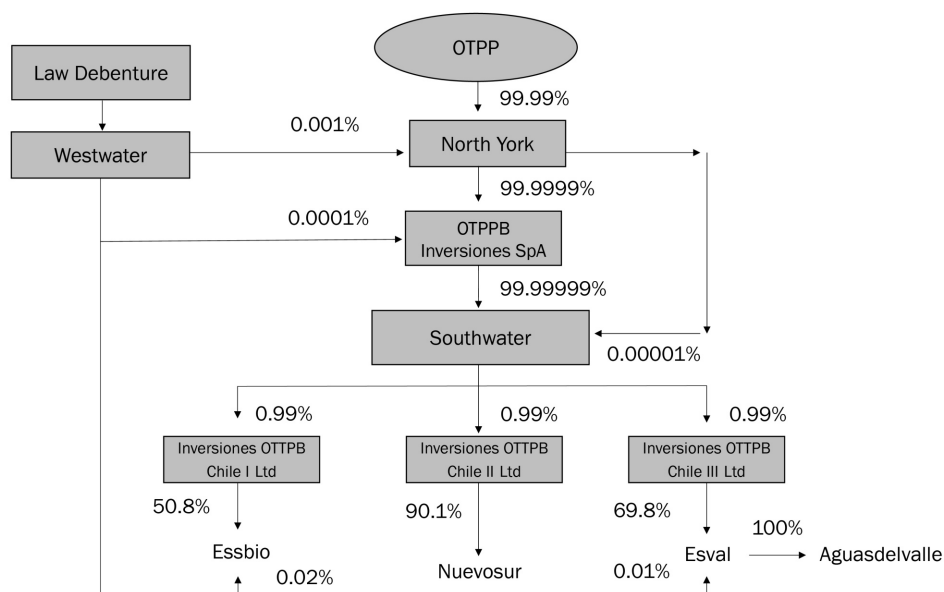 OTPP
Law Debenture
99.99%
0.001%
North York
Westwater
99.9999%
0.0001%
OTPPB
Inversiones SpA
99.99999%
Southwater
0.00001%
0.99%
0.99%
0.99%
Inversiones OTTPB
Chile I Ltd
Inversiones OTTPB
Chile II Ltd
Inversiones OTTPB
Chile III Ltd
50.8%
90.1%
69.8%
100%
Essbio
Nuevosur
Esval
Aguasdelvalle
0.02%
0.01%